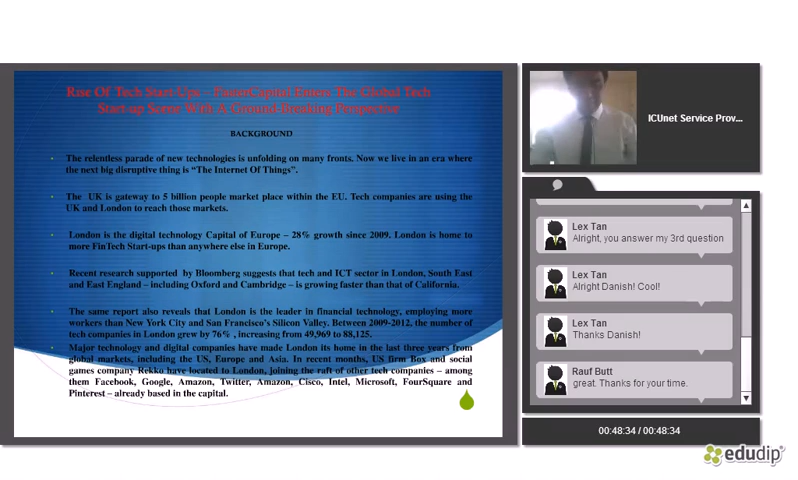 Rise Of Tech Start-Ups – FasterCapital Enters The Global Tech
Start-up Scene With A Ground Breaking Perspective
BACKGROUND
The relentless parade of new technologies is unfolding on many fronts. Now we live in an era where
the next big disruptive thing is “The Internet Of Things”.
The UK is gateway to 5 billion people market place within the EU. Tech companies are using the
UK and London to reach those markets.
London is the digital technology Capital of Europe – 28% growth since 2009. London is home to
more FinTech Start-ups than anywhere else in Europe.
Recent research supported by Bloomberg suggests that tech and ICT sector in London, South East
and East England – including Oxford and Cambridge – is growing faster than that of California.
The same report also reveals that London is the leader in financial technology, employing more
workers than New York City and San Francisco’s Silicon Valley. Between 2009-2012, the number of
tech companies in London grew by 76% , increasing from 49,969 to 88,125.
Major technology and digital companies have made London its home in the last three years from
global markets, including the US, Europe and Asia. In recent months, US firm Box and social
games company Rekko have located to London, joining the raft of other tech companies – among
them Facebook, Google, Amazon, Twitter, Amazon, Cisco, Intel, Microsoft, FourSquare and
Pinterest – already based in the capital.
ICUnet Service Prov...
Lex Tan
Alright, you answer my 3rd question
Lex Tan
Alright Danish! Cool!
Lex Tan
Thanks Danish!
Rauf Butt
great. Thanks for your time.
00:48:34 / 00:48:34
edudip